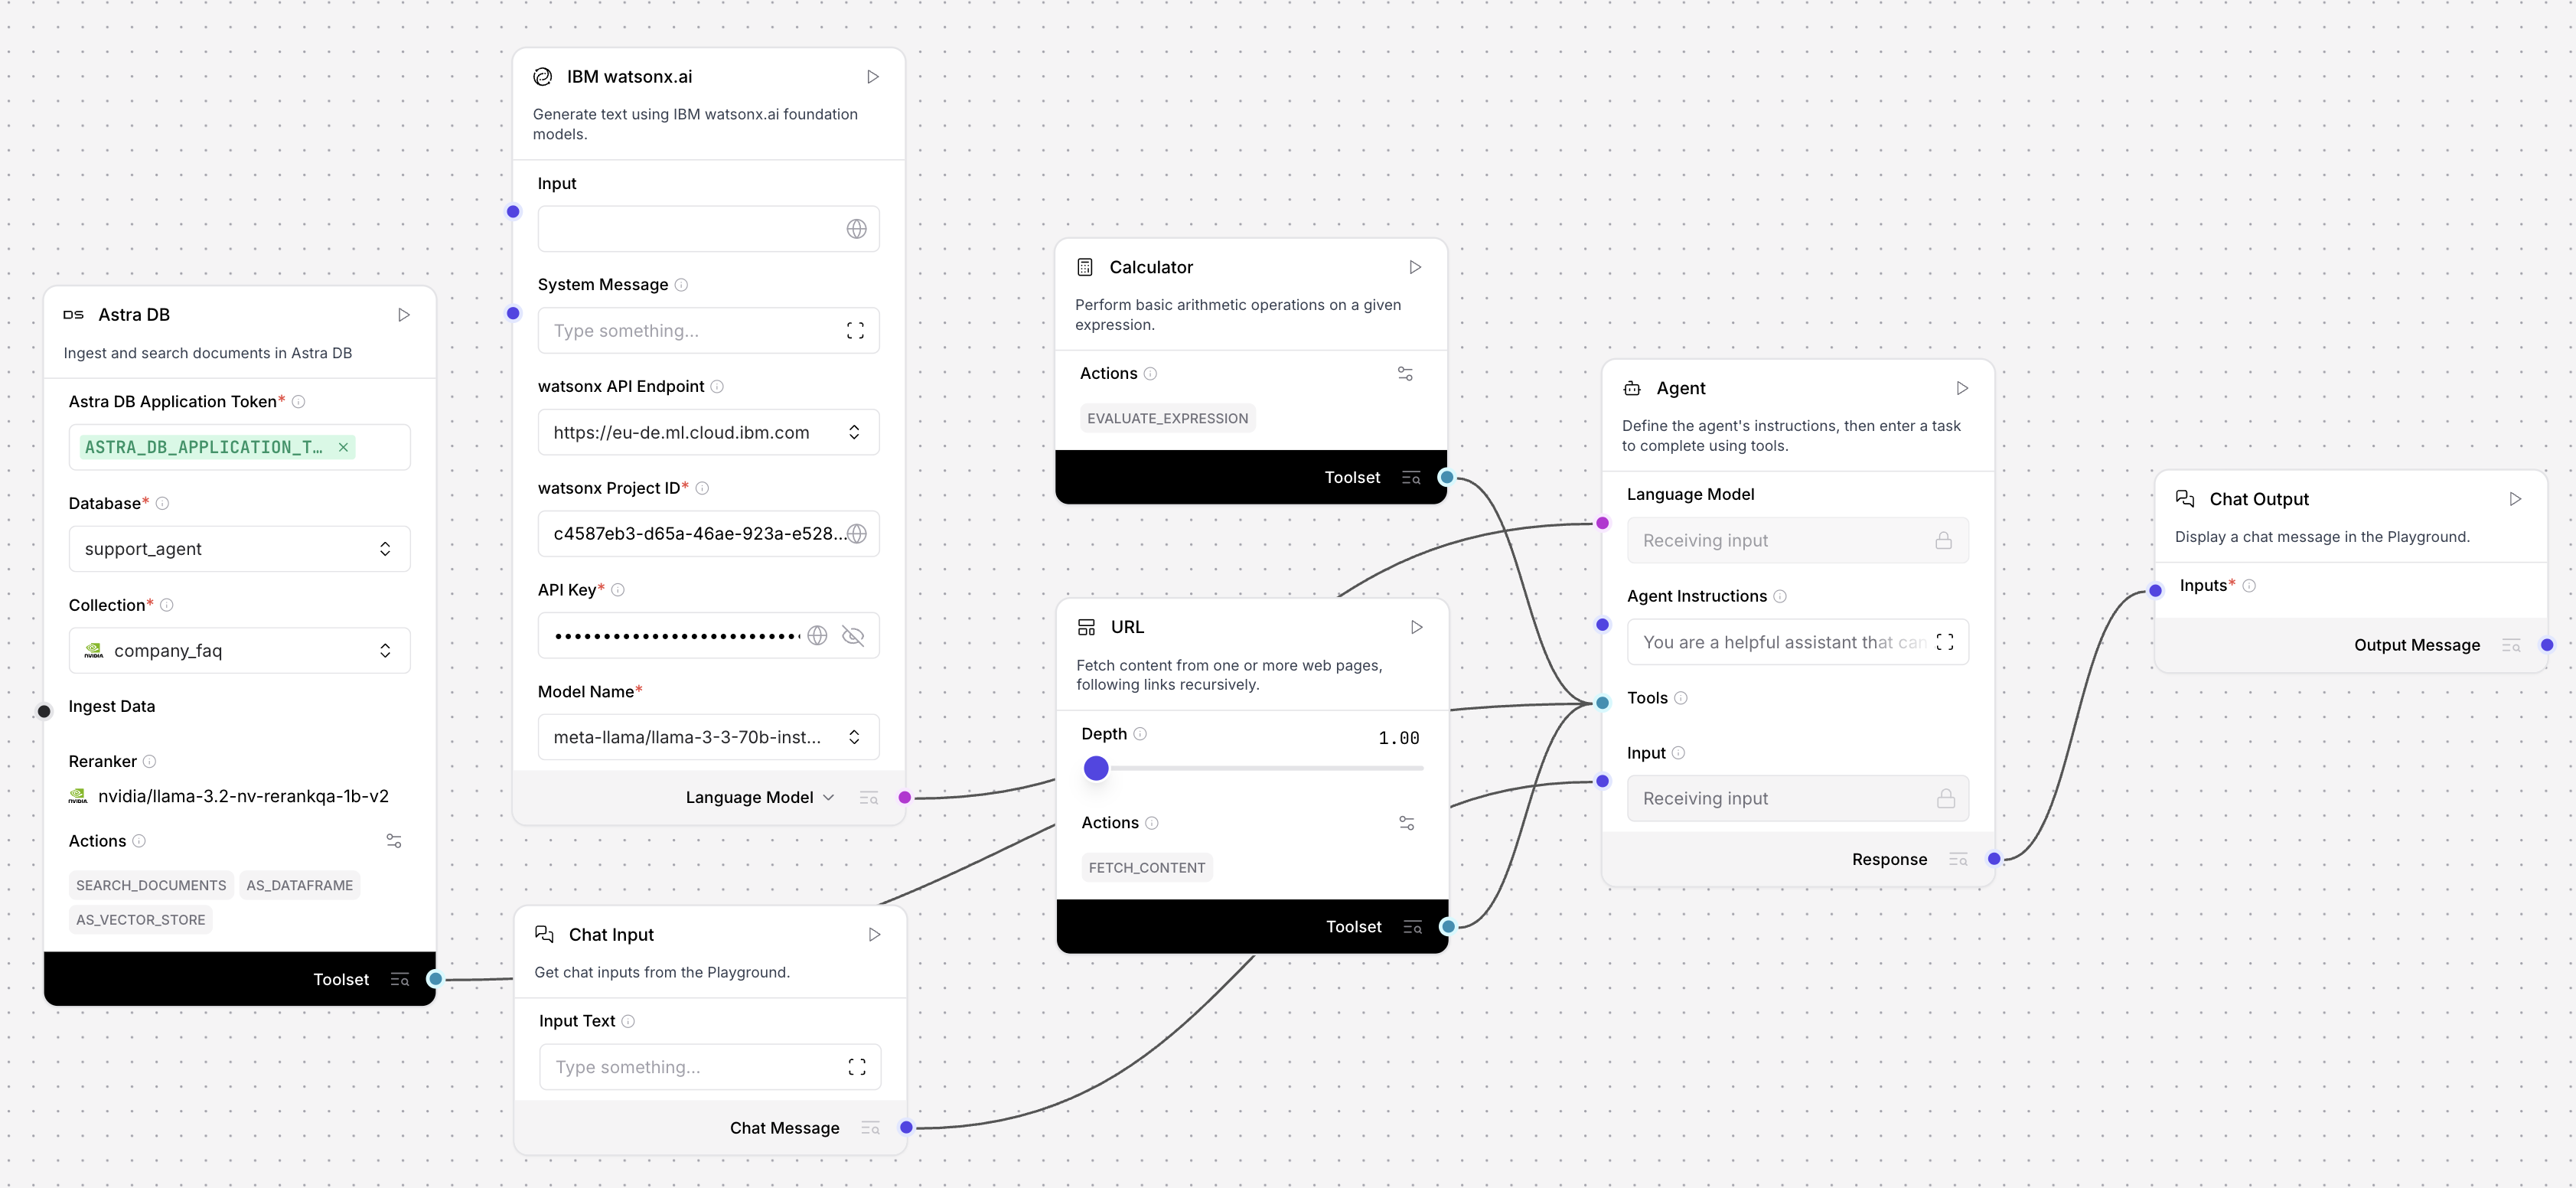 DS Astra DB
Ingest and search documents in Astra DB
Astra DB Application Token*
ASTRA_DB_APPLICATION_T...
Database*
support_agent
Collection*
NVIDIA company_faq
Ingest Data
Reranker
NVIDIA nvidia/llama-3.2-nv-rerankqa-1b-v2
Actions
SEARCH_DOCUMENTS AS_DATAFRAME
AS_VECTOR_STORE
Toolset
IBM watsonx.ai
Generate text using IBM watsonx.ai foundation
models.
Input
System Message
Type something...
watsonx API Endpoint
https://eu-de.ml.cloud.ibm.com
watsonx Project ID*
c4587eb3-d65a-46ae-923a-e528...
API Key*
Model Name*
meta-llama/llama-3-3-70b-inst...
Language Model
Chat Input
Get chat inputs from the Playground.
Input Text
Type something...
Chat Message
Calculator
Perform basic arithmetic operations on a given
expression.
Actions
EVALUATE_EXPRESSION
Toolset
URL
Fetch content from one or more web pages,
following links recursively.
Depth 1.00
Actions
FETCH_CONTENT
Toolset
Agent
Define the agent's instructions, then enter a task
to complete using tools.
Language Model
Receiving input
Agent Instructions
You are a helpful assistant that can
Tools
Input
Receiving input
Response
Chat Output
Display a chat message in the Playground.
Inputs*
Output Message